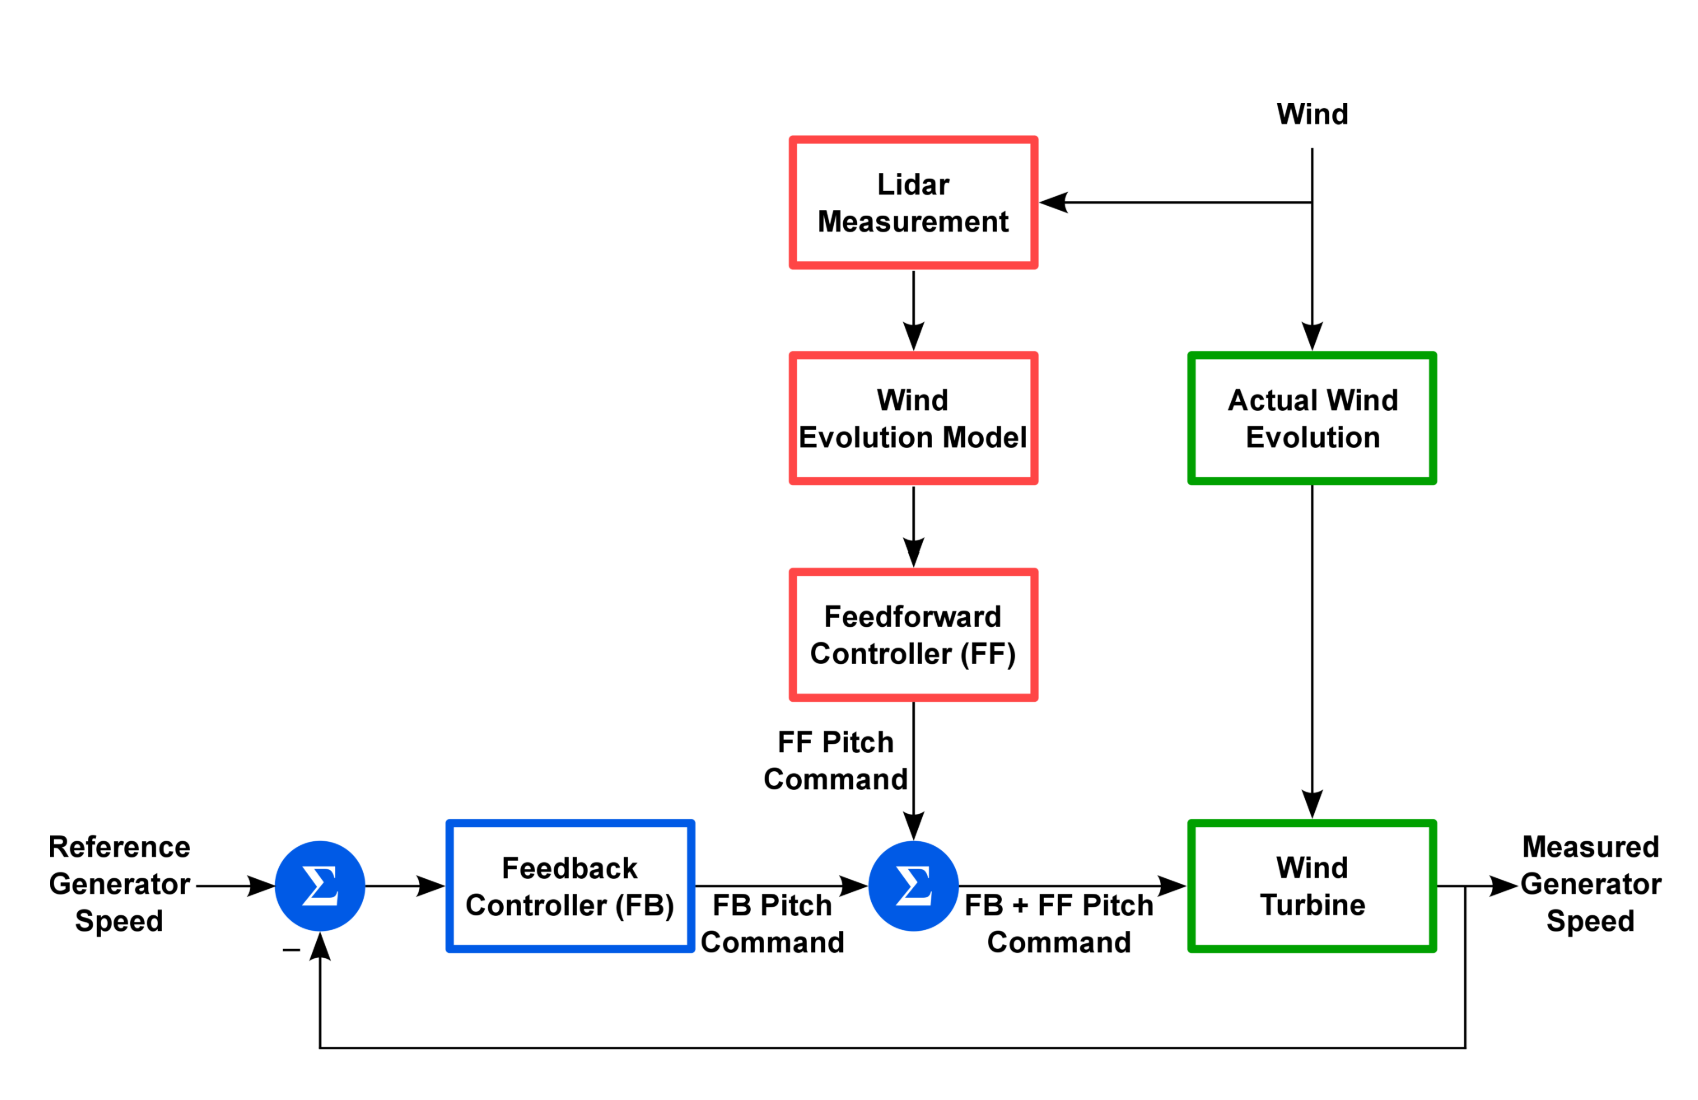 Wind
Lidar
Measurement
Wind
Evolution Model
Actual Wind
Evolution
Feedforward
Controller (FF)
FF Pitch
Command
Reference
Generator
Speed
Σ
–
Feedback
Controller (FB)
FB Pitch
Command
Σ
FB + FF Pitch
Command
Wind
Turbine
Measured
Generator
Speed